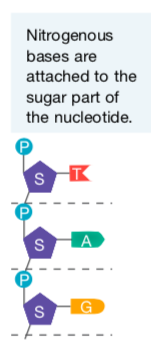 Nitrogenous
bases are
attached to the
sugar part of
the nucleotide.
P
S T
P
S A
P
S G